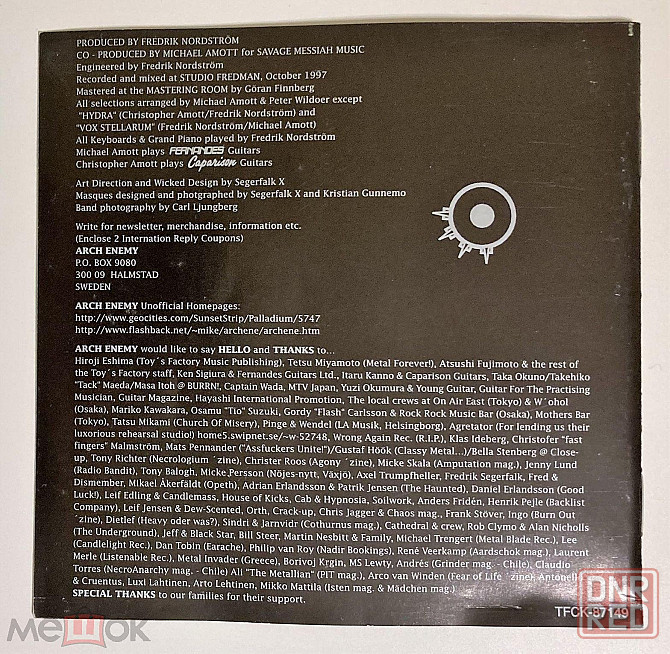 PRODUCED BY FREDRIK NORDSTRÖM
CO - PRODUCED BY MICHAEL AMOTT for SAVAGE MESSIAH MUSIC
Engineered by Fredrik Nordström
Recorded and mixed at STUDIO FREDMAN, October 1997
Mastered at the MASTERING ROOM by Göran Finnberg
All selections arranged by Michael Amott & Peter Wildoer except
"HYDRA" (Christopher Amott/Fredrik Nordström) and
"VOX STELLARUM" (Fredrik Nordström/Michael Amott)
All Keyboards & Grand Piano played by Fredrik Nordström
Michael Amott plays FERNANDES Guitars
Christopher Amott plays Caparison Guitars
Art Direction and Wicked Design by Segerfalk X
Masques designed and photgraphed by Segerfalk X and Kristian Gunnemo
Band photography by Carl Ljungberg
Write for newsletter, merchandise, information etc.
(Enclose 2 Internation Reply Coupons)
ARCH ENEMY
P.O. BOX 9080
300 09 HALMSTAD
SWEDEN
ARCH ENEMY Unofficial Homepages:
http://www.geocities.com/SunsetStrip/Palladium/5747
http://www.flashback.net/~mike/archene/archene.htm
ARCH ENEMY would like to say HELLO and THANKS to...
Hiroji Eshima (Toy´s Factory Music Publishing), Tetsu Miyamoto (Metal Forever!), Atsushi Fujimoto & the rest of
the Toy´s Factory staff, Ken Sigiura & Fernandes Guitars Ltd., Itaru Kanno & Caparison Guitars, Taka Okuno/Takehiko
"Tack" Maeda/Masa Itoh @ BURRN!, Captain Wada, MTV Japan, Yuzi Okumura & Young Guitar, Guitar For The Practising
Musician, Guitar Magazine, Hayashi International Promotion, The local crews at On Air East (Tokyo) & W´ohol
(Osaka), Mariko Kawakara, Osamu "Tio" Suzuki, Gordy "Flash" Carlsson & Rock Rock Music Bar (Osaka), Mothers Bar
(Tokyo), Tatsu Mikami (Church Of Misery), Pinge & Wendel (LA Musik, Helsingborg), Agretator (For lending us their
luxorious rehearsal studio!) home5.swipnet.se/~w-52748, Wrong Again Rec. (R.I.P.), Klas Ideberg, Christofer "fast
fingers" Malmström, Mats Pennander ("Assfuckers Unite!")/Gustaf Höök (Classy Metal...)/Bella Stenberg @ Close-
up, Tony Richter (Necrologium ´zine), Christer Roos (Agony ´zine), Micke Skala (Amputation mag.), Jenny Lund
(Radio Bandit), Tony Balogh, Micke Persson (Nöjes-nytt, Växjö), Axel Trumpfheller, Fredrik Segerfalk, Fred &
Dismember, Mikael Åkerfäldt (Opeth), Adrian Erlandsson & Patrik Jensen (The Haunted), Daniel Erlandsson (Good
Luck!), Leif Edling & Candlemass, House of Kicks, Cab & Hypnosia, Soilwork, Anders Fridén, Henrik Pejle (Backlist
Company), Leif Jensen & Dew-Scented, Orth, Crack-up, Chris Jagger & Chaos mag., Frank Stöver, Ingo (Burn Out
´zine), Dietlef (Heavy oder was?), Sindri & Jarnvidr (Cothurnus mag.), Cathedral & crew, Rob Clymo & Alan Nicholls
(The Underground), Jeff & Black Star, Bill Steer, Martin Nesbitt & Family, Michael Trengert (Metal Blade Rec.), Lee
(Candlelight Rec.), Dan Tobin (Earache), Philip van Roy (Nadir Bookings), René Veerkamp (Aardschok mag.), Laurent
Merle (Listenable Rec.), Metal Invader (Greece), Borivoj Krgin, MS Lewty, Andrés (Grinder mag. - Chile), Claudio
Torres (NecroAnarchy mag. - Chile) Ali "The Metallian" (PIT mag.), Arco van Winden (Fear of Life ´zine)
& Cruentus, Luxi Lahtinen, Arto Lehtinen, Mikko Mattila (Isten mag. & Mädchen mag.)
SPECIAL THANKS to our families for their support.
TFCK-87149
DNR
RED
МеШок